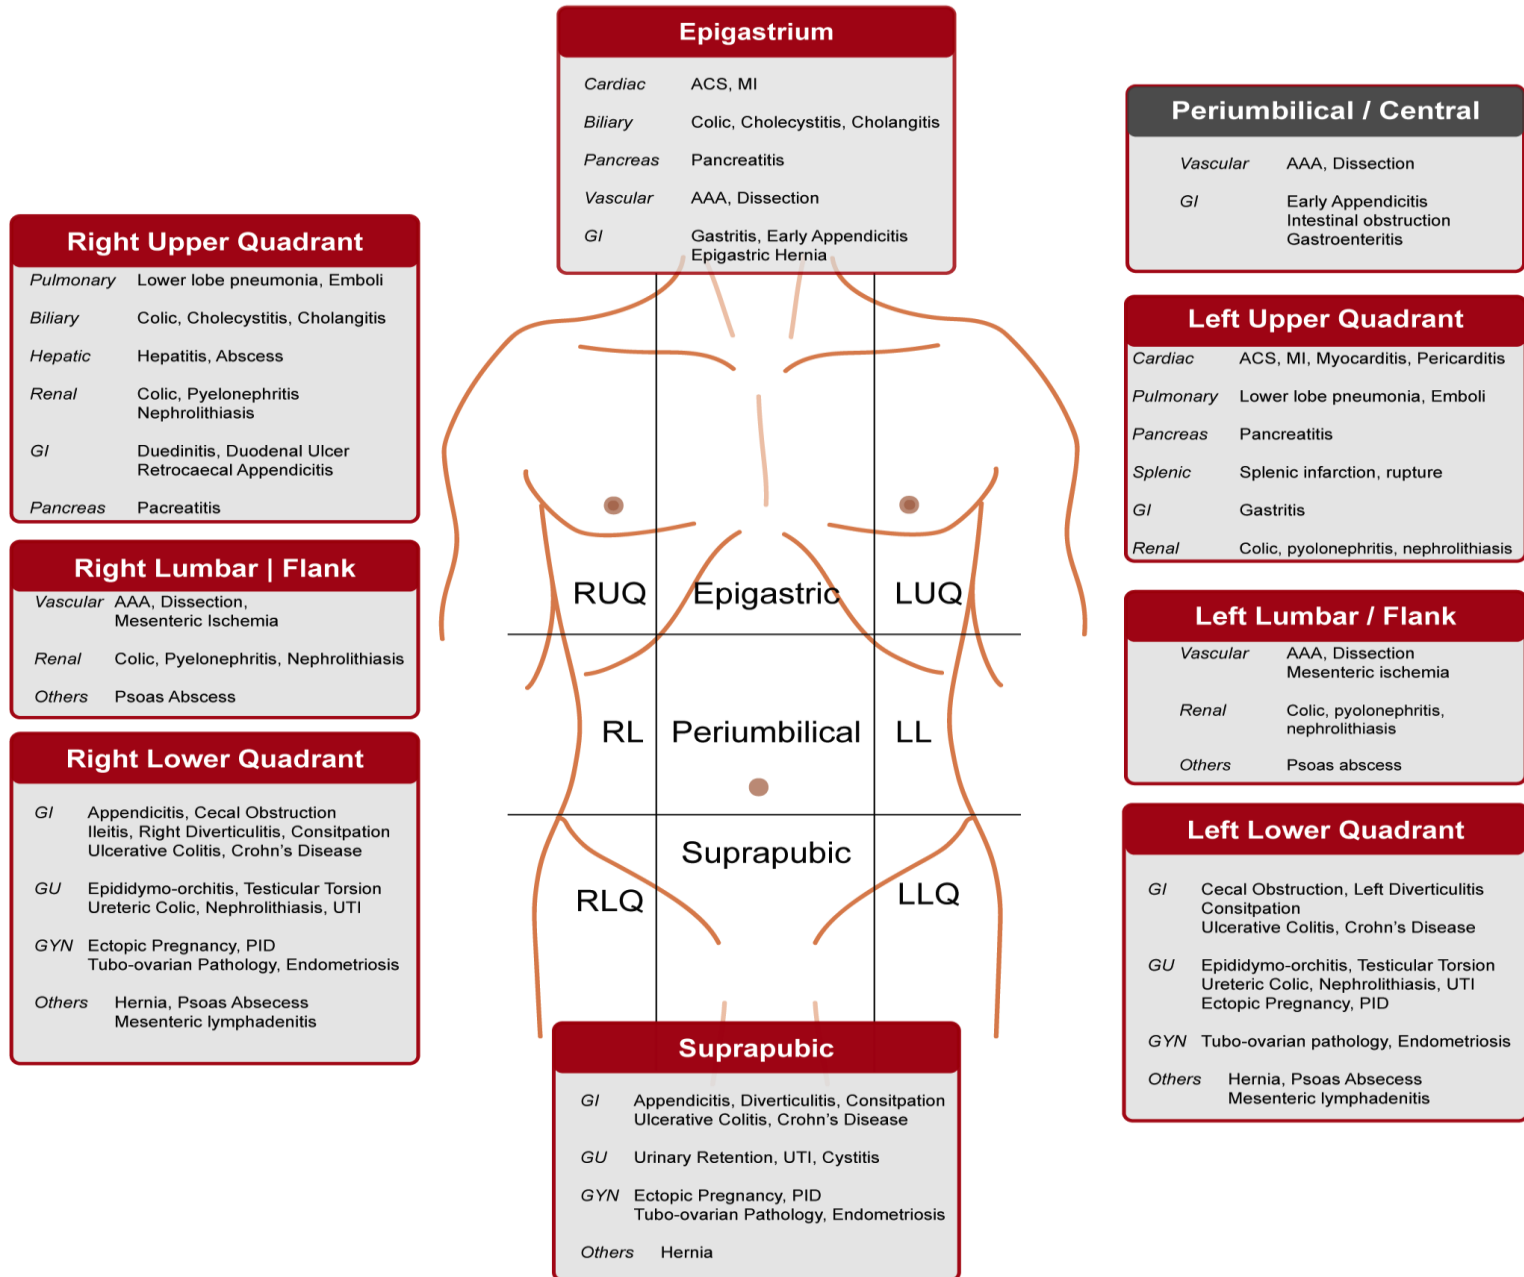 Epigastrium
Cardiac ACS, MI
Biliary Colic, Cholecystitis, Cholangitis
Pancreas Pancreatitis
Vascular AAA, Dissection
GI Gastritis, Early Appendicitis
Epigastric Hernia
Periumbilical / Central
Vascular AAA, Dissection
GI Early Appendicitis
Intestinal obstruction
Gastroenteritis
Right Upper Quadrant
Pulmonary Lower lobe pneumonia, Emboli
Biliary Colic, Cholecystitis, Cholangitis
Hepatic Hepatitis, Abscess
Renal Colic, Pyelonephritis
Nephrolithiasis
GI Duedinitis, Duodenal Ulcer
Retrocaecal Appendicitis
Pancreas Pacreatitis
Left Upper Quadrant
Cardiac ACS, MI, Myocarditis, Pericarditis
Pulmonary Lower lobe pneumonia, Emboli
Pancreas Pancreatitis
Splenic Splenic infarction, rupture
GI Gastritis
Renal Colic, pyolonephritis, nephrolithiasis
Right Lumbar | Flank
Vascular AAA, Dissection,
Mesenteric Ischemia
Renal Colic, Pyelonephritis, Nephrolithiasis
Others Psoas Abscess
RUQ Epigastric LUQ
RL Periumbilical LL
Suprapubic
RLQ LLQ
Left Lumbar / Flank
Vascular AAA, Dissection
Mesenteric ischemia
Renal Colic, pyolonephritis,
nephrolithiasis
Others Psoas abscess
Right Lower Quadrant
GI Appendicitis, Cecal Obstruction
Ileitis, Right Diverticulitis, Consitpation
Ulcerative Colitis, Crohn's Disease
GU Epididymo-orchitis, Testicular Torsion
Ureteric Colic, Nephrolithiasis, UTI
GYN Ectopic Pregnancy, PID
Tubo-ovarian Pathology, Endometriosis
Others Hernia, Psoas Absecess
Mesenteric lymphadenitis
Left Lower Quadrant
GI Cecal Obstruction, Left Diverticulitis
Consitpation
Ulcerative Colitis, Crohn's Disease
GU Epididymo-orchitis, Testicular Torsion
Ureteric Colic, Nephrolithiasis, UTI
Ectopic Pregnancy, PID
GYN Tubo-ovarian pathology, Endometriosis
Others Hernia, Psoas Absecess
Mesenteric lymphadenitis
Suprapubic
GI Appendicitis, Diverticulitis, Consitpation
Ulcerative Colitis, Crohn's Disease
GU Urinary Retention, UTI, Cystitis
GYN Ectopic Pregnancy, PID
Tubo-ovarian Pathology, Endometriosis
Others Hernia